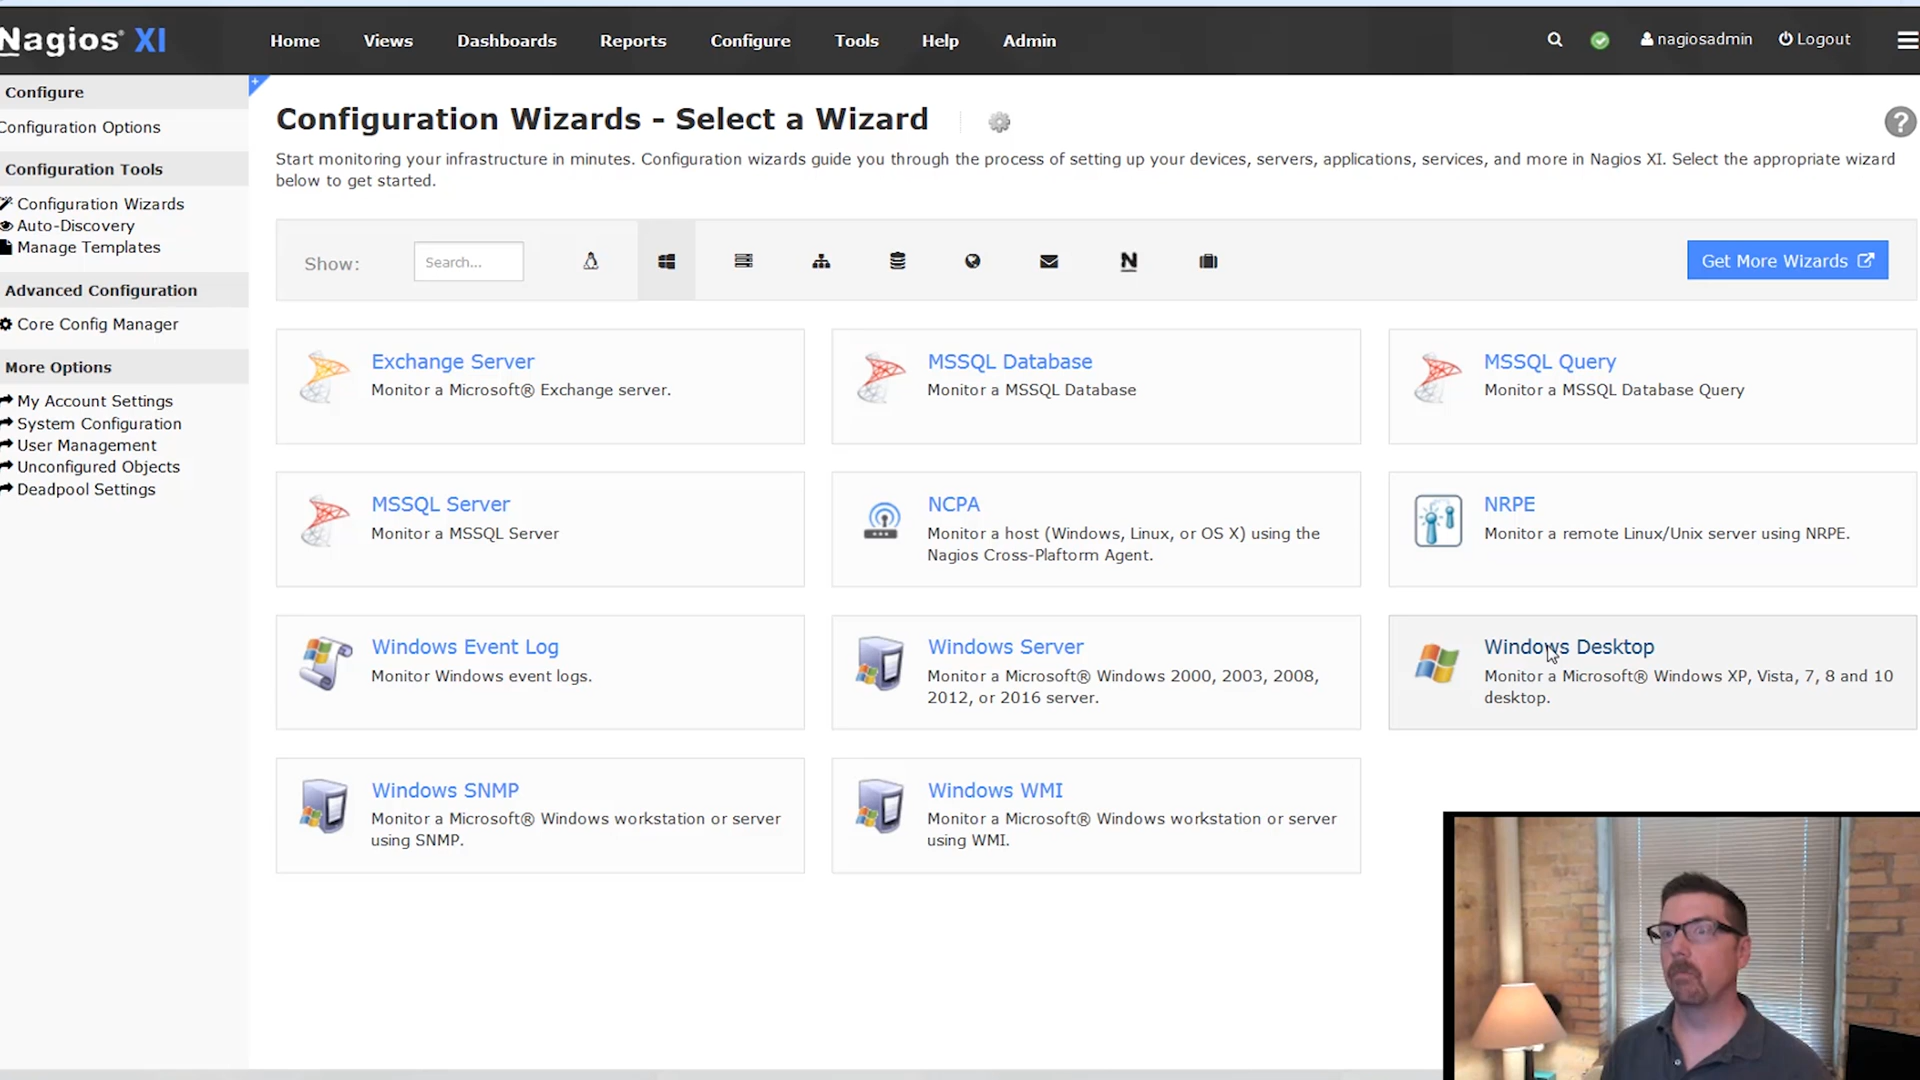 Nagios® XI
Home Views Dashboards Reports Configure Tools Help Admin
nagiosadmin Logout
Configure
Configuration Options
Configuration Tools
Configuration Wizards
Auto-Discovery
Manage Templates
Advanced Configuration
Core Config Manager
More Options
My Account Settings
System Configuration
User Management
Unconfigured Objects
Deadpool Settings
Configuration Wizards - Select a Wizard
Start monitoring your infrastructure in minutes. Configuration wizards guide you through the process of setting up your devices, servers, applications, services, and more in Nagios XI. Select the appropriate wizard
below to get started.
Show: Search... N Get More Wizards
Exchange Server
Monitor a Microsoft® Exchange server.
MSSQL Database
Monitor a MSSQL Database
MSSQL Query
Monitor a MSSQL Database Query
MSSQL Server
Monitor a MSSQL Server
NCPA
Monitor a host (Windows, Linux, or OS X) using the
Nagios Cross-Plaftorm Agent.
NRPE
Monitor a remote Linux/Unix server using NRPE.
Windows Event Log
Monitor Windows event logs.
Windows Server
Monitor a Microsoft® Windows 2000, 2003, 2008,
2012, or 2016 server.
Windows Desktop
Monitor a Microsoft® Windows XP, Vista, 7, 8 and 10
desktop.
Windows SNMP
Monitor a Microsoft® Windows workstation or server
using SNMP.
Windows WMI
Monitor a Microsoft® Windows workstation or server
using WMI.